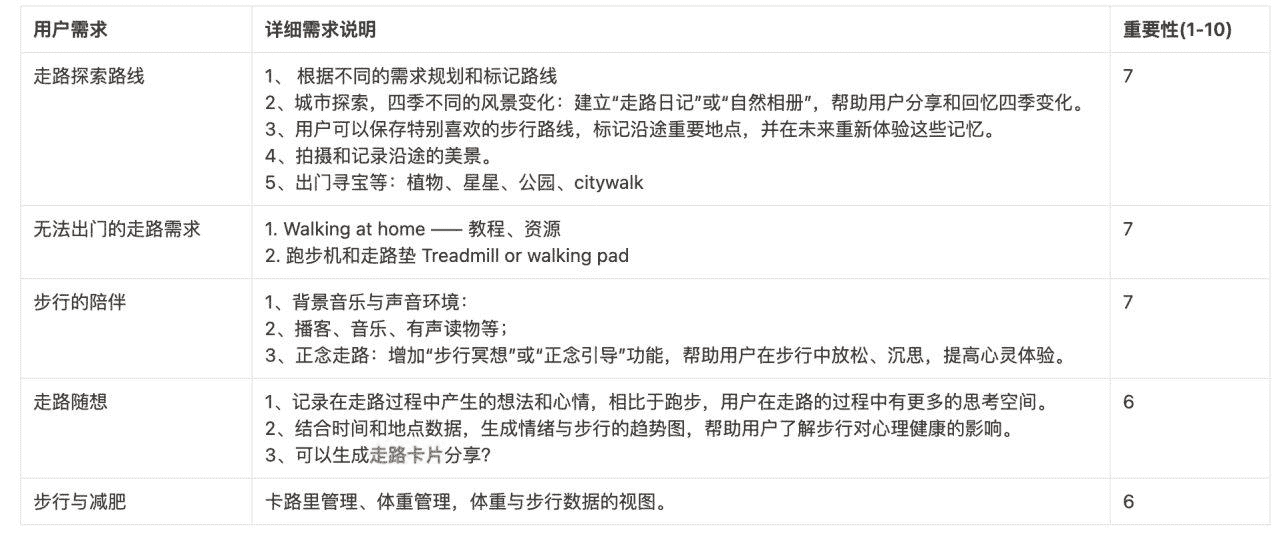 用户需求 详细需求说明 重要性(1-10)
走路探索路线 1、 根据不同的需求规划和标记路线 7
2、城市探索，四季不同的风景变化：建立“走路日记”或“自然相册”，帮助用户分享和回忆四季变化。
3、用户可以保存特别喜欢的步行路线，标记沿途重要地点，并在未来重新体验这些记忆。
4、拍摄和记录沿途的美景。
5、出门寻宝等：植物、星星、公园、citywalk
无法出门的走路需求 1. Walking at home —— 教程、资源 7
2. 跑步机和走路垫 Treadmill or walking pad
步行的陪伴 1、背景音乐与声音环境： 7
2、播客、音乐、有声读物等；
3、正念走路：增加“步行冥想”或“正念引导”功能，帮助用户在步行中放松、沉思，提高心灵体验。
走路随想 1、记录在走路过程中产生的想法和心情，相比于跑步，用户在走路的过程中有更多的思考空间。 6
2、结合时间和地点数据，生成情绪与步行的趋势图，帮助用户了解步行对心理健康的影响。
3、可以生成走路卡片分享？
步行与减肥 卡路里管理、体重管理，体重与步行数据的视图。 6